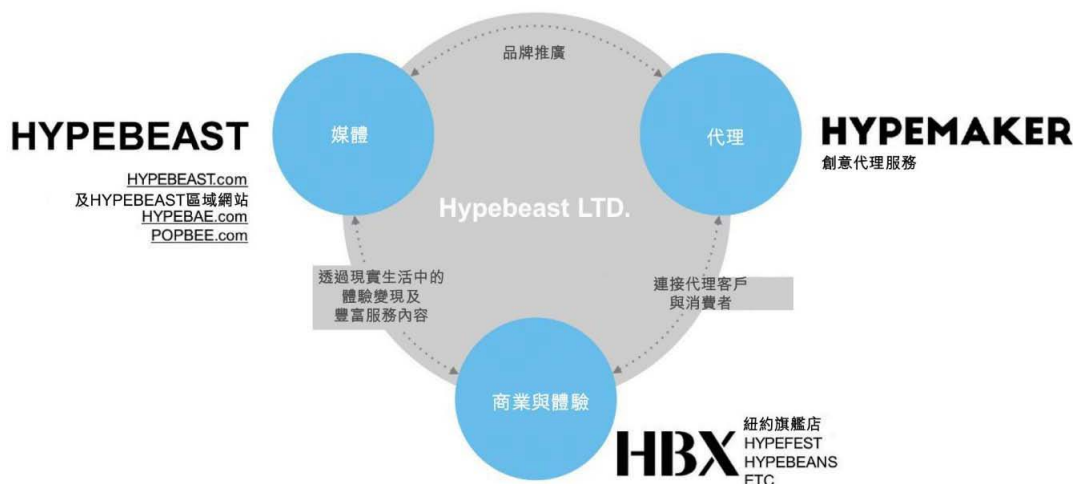 品牌推廣
媒體
代理
HYPEBEAST
HYPEBEAST.com
及HYPEBEAST區域網站
HYPEBAE.com
POPBEE.com
HYPEMAKER
創意代理服務
Hypebeast LTD.
透過現實生活中的
體驗變現及
豐富服務內容
連接代理客戶
與消費者
商業與體驗
HBX
紐約旗艦店
HYPEFEST
HYPEBEANS
ETC